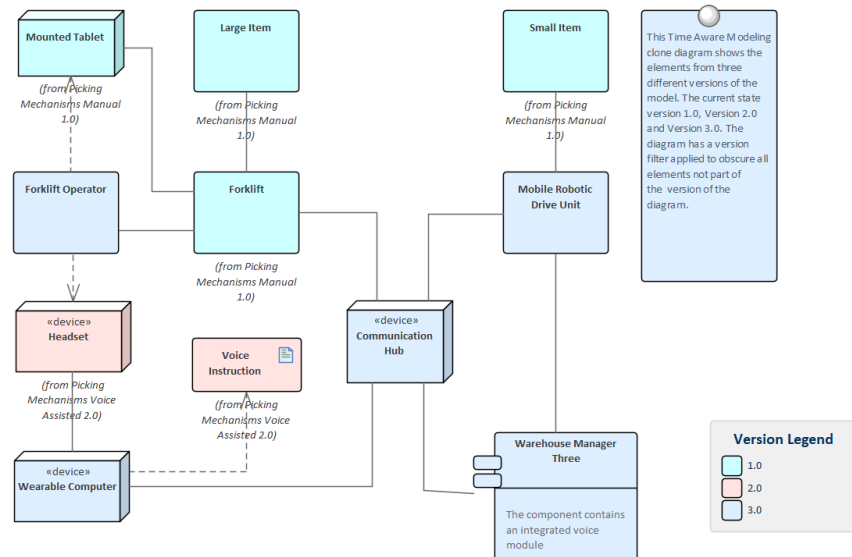 Mounted Tablet
(from Picking
Mechanisms Manual
1.0)
Large Item
(from Picking
Mechanisms Manual
1.0)
Small Item
(from Picking
Mechanisms Manual
1.0)
This Time Aware Modeling
clone diagram shows the
elements from three
different versions of the
model. The current state
version 1.0, Version 2.0
and Version 3.0. The
diagram has a version
filter applied to obscure all
elements not part of
the version of the
diagram.
Forklift Operator
Forklift
(from Picking
Mechanisms Manual
1.0)
Mobile Robotic
Drive Unit
«device»
Headset
(from Picking
Mechanisms Voice
Assisted 2.0)
Voice
Instruction
(from Picking
Mechanisms Voice
Assisted 2.0)
«device»
Communication
Hub
«device»
Wearable Computer
Warehouse Manager
Three
The component contains
an integrated voice
module
Version Legend
1.0
2.0
3.0